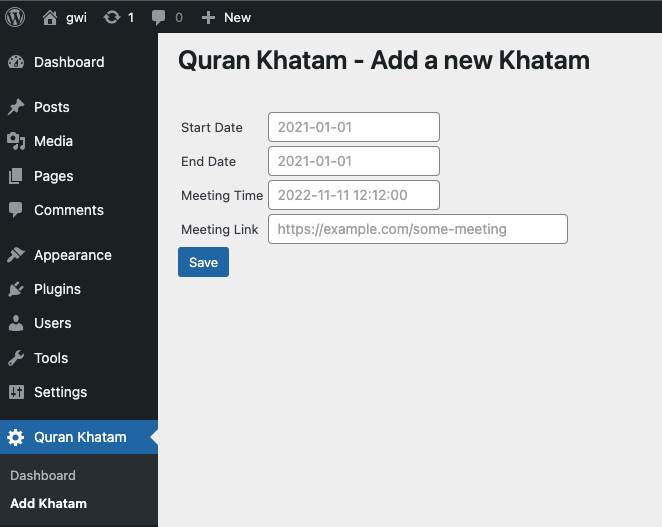 gwi 1 0 New
Dashboard
Posts
Media
Pages
Comments
Appearance
Plugins
Users
Tools
Settings
Quran Khatam
Dashboard
Add Khatam
Quran Khatam - Add a new Khatam
Start Date 2021-01-01
End Date 2021-01-01
Meeting Time 2022-11-11 12:12:00
Meeting Link https://example.com/some-meeting
Save